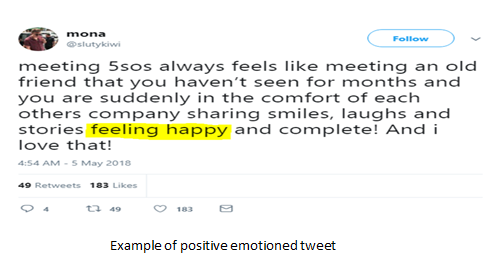 mona
@slutykiwi
Follow
meeting 5sos always feels like meeting an old
friend that you haven't seen for months and
you are suddenly in the comfort of each
others company sharing smiles, laughs and
stories feeling happy and complete! And i
love that!
4:54 AM - 5 May 2018
49 Retweets 183 Likes
4 49 183
Example of positive emotioned tweet